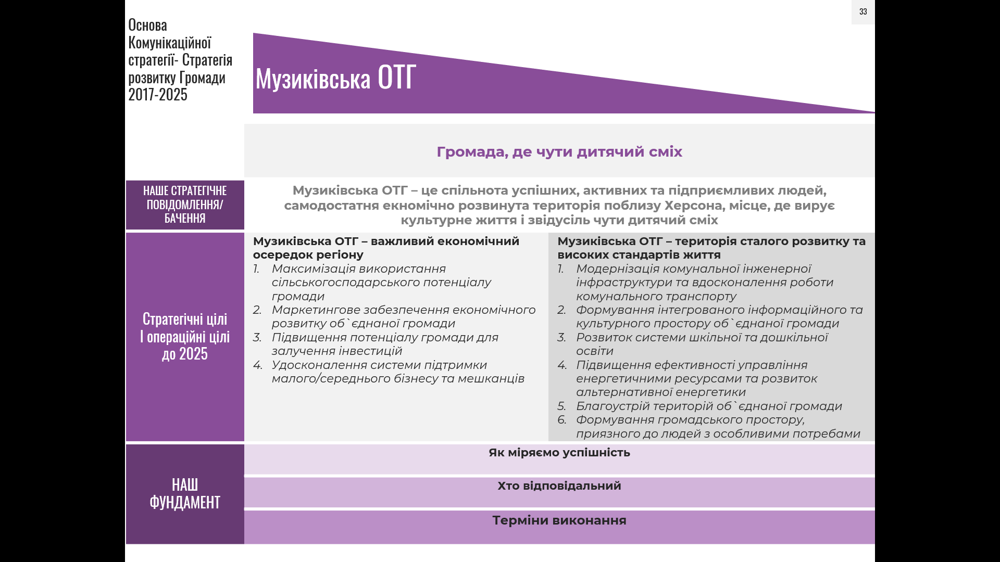 33
Основа
Комунікаційної
стратегії- Стратегія
розвитку Громади
2017-2025
Музиківська ОТГ
Громада, де чути дитячий сміх
НАШЕ СТРАТЕГІЧНЕ
ПОВІДОМЛЕННЯ/
БАЧЕННЯ
Музиківська ОТГ – це спільнота успішних, активних та підприємливих людей,
самодостатня екномічно розвинута територія поблизу Херсона, місце, де вирує
культурне життя і звідусіль чути дитячий сміх
Стратегічні цілі
І операційні цілі
до 2025
Музиківська ОТГ – важливий економічний
осередок регіону
1. Максимізація використання
сільськогосподарського потенціалу
громади
2. Маркетингове забезпечення економічного
розвитку об`єднаної громади
3. Підвищення потенціалу громади для
залучення інвестицій
4. Удосконалення системи підтримки
малого/середнього бізнесу та мешканців
Музиківська ОТГ – територія сталого розвитку та
високих стандартів життя
1. Модернізація комунальної інженерної
інфраструктури та вдосконалення роботи
комунального транспорту
2. Формування інтегрованого інформаційного та
культурного простору об`єднаної громади
3. Розвиток системи шкільної та дошкільної
освіти
4. Підвищення ефективності управління
енергетичними ресурсами та розвиток
альтернативної енергетики
5. Благоустрій територій об`єднаної громади
6. Формування громадського простору,
приязного до людей з особливими потребами
НАШ
ФУНДАМЕНТ
Як міряємо успішність
Хто відповідальний
Терміни виконання